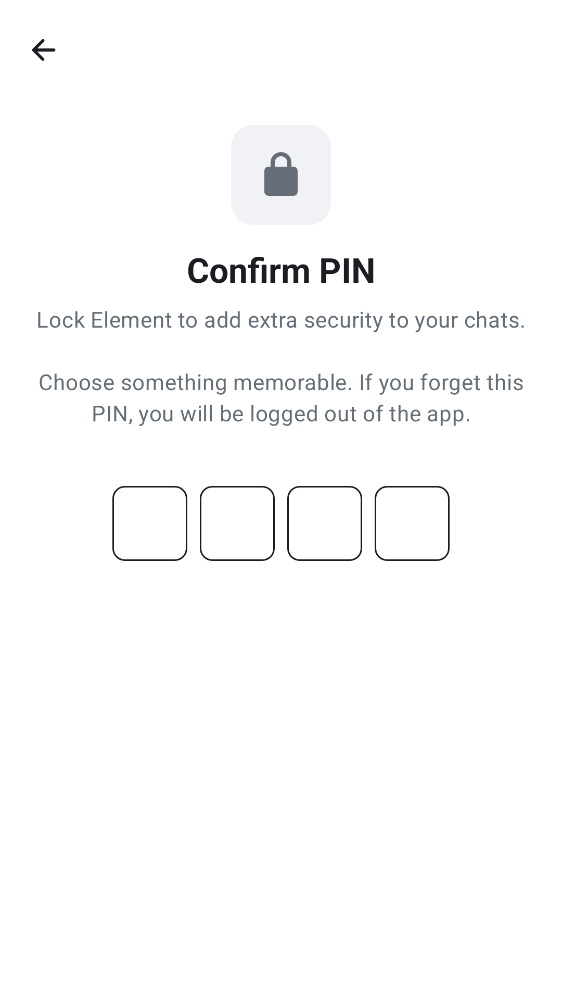 Confirm PIN
Lock Element to add extra security to your chats.
Choose something memorable. If you forget this
PIN, you will be logged out of the app.